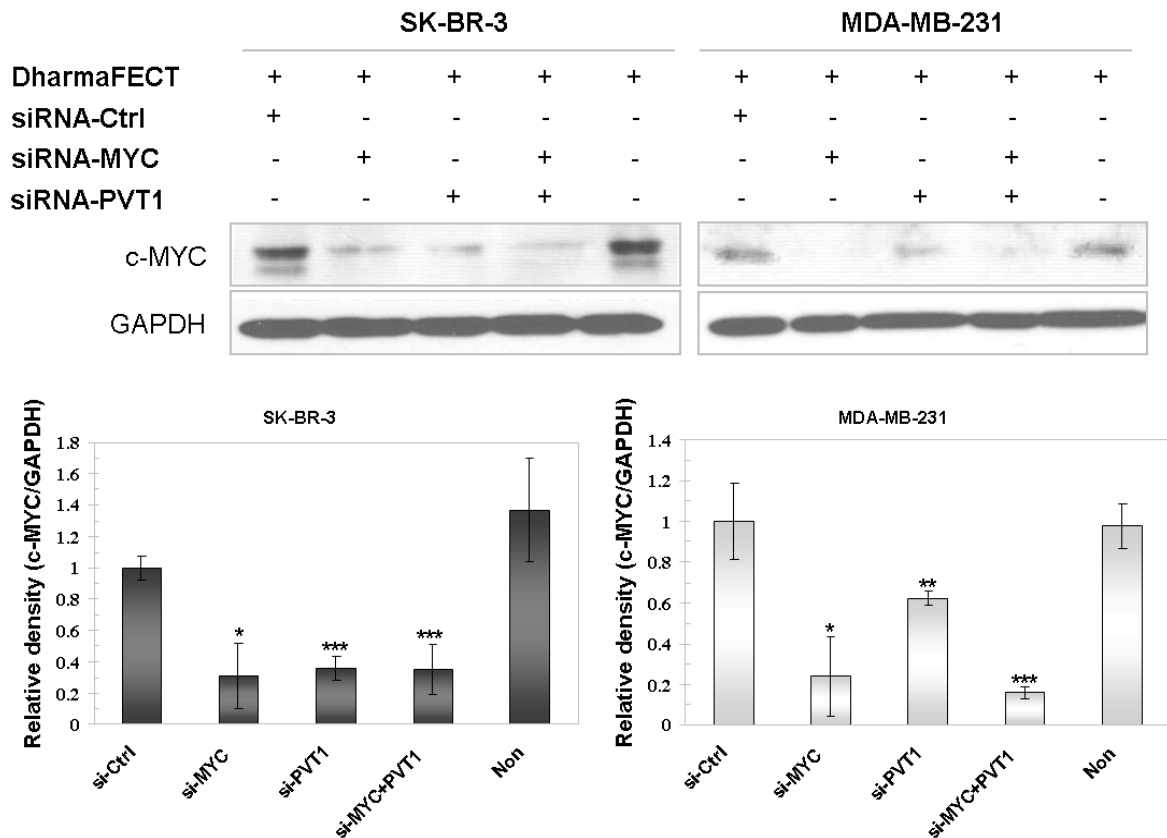 SK-BR-3 MDA-MB-231
DharmaFECT + + + + + + + + + +
siRNA-Ctrl + - - - - + - - - -
siRNA-MYC - + - + - - + - + -
siRNA-PVT1 - - + + - - - + + -
c-MYC
GAPDH
SK-BR-3
Relative density (c-MYC/GAPDH)
1.8
1.6
1.4
1.2
1.0
0.8
0.6
0.4
0.2
0
* *** ***
si-Ctrl
si-MYC
si-PVT1
si-MYC+PVT1
Non
MDA-MB-231
Relative density (c-MYC/GAPDH)
1.4
1.2
1
0.8
0.6
0.4
0.2
0
* ** ***
si-Ctrl
si-MYC
si-PVT1
si-MYC+PVT1
Non